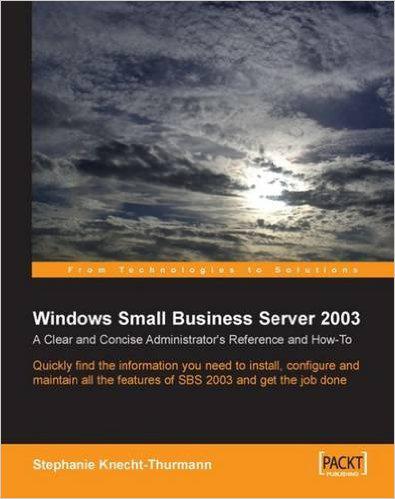 From Technologies to Solutions
Windows Small Business Server 2003
A Clear and Concise Administrator's Reference and How-To
Quickly find the information you need to install, configure and
maintain all the features of SBS 2003 and get the job done
Stephanie Knecht-Thurmann
[PACKT]
PUBLISHING